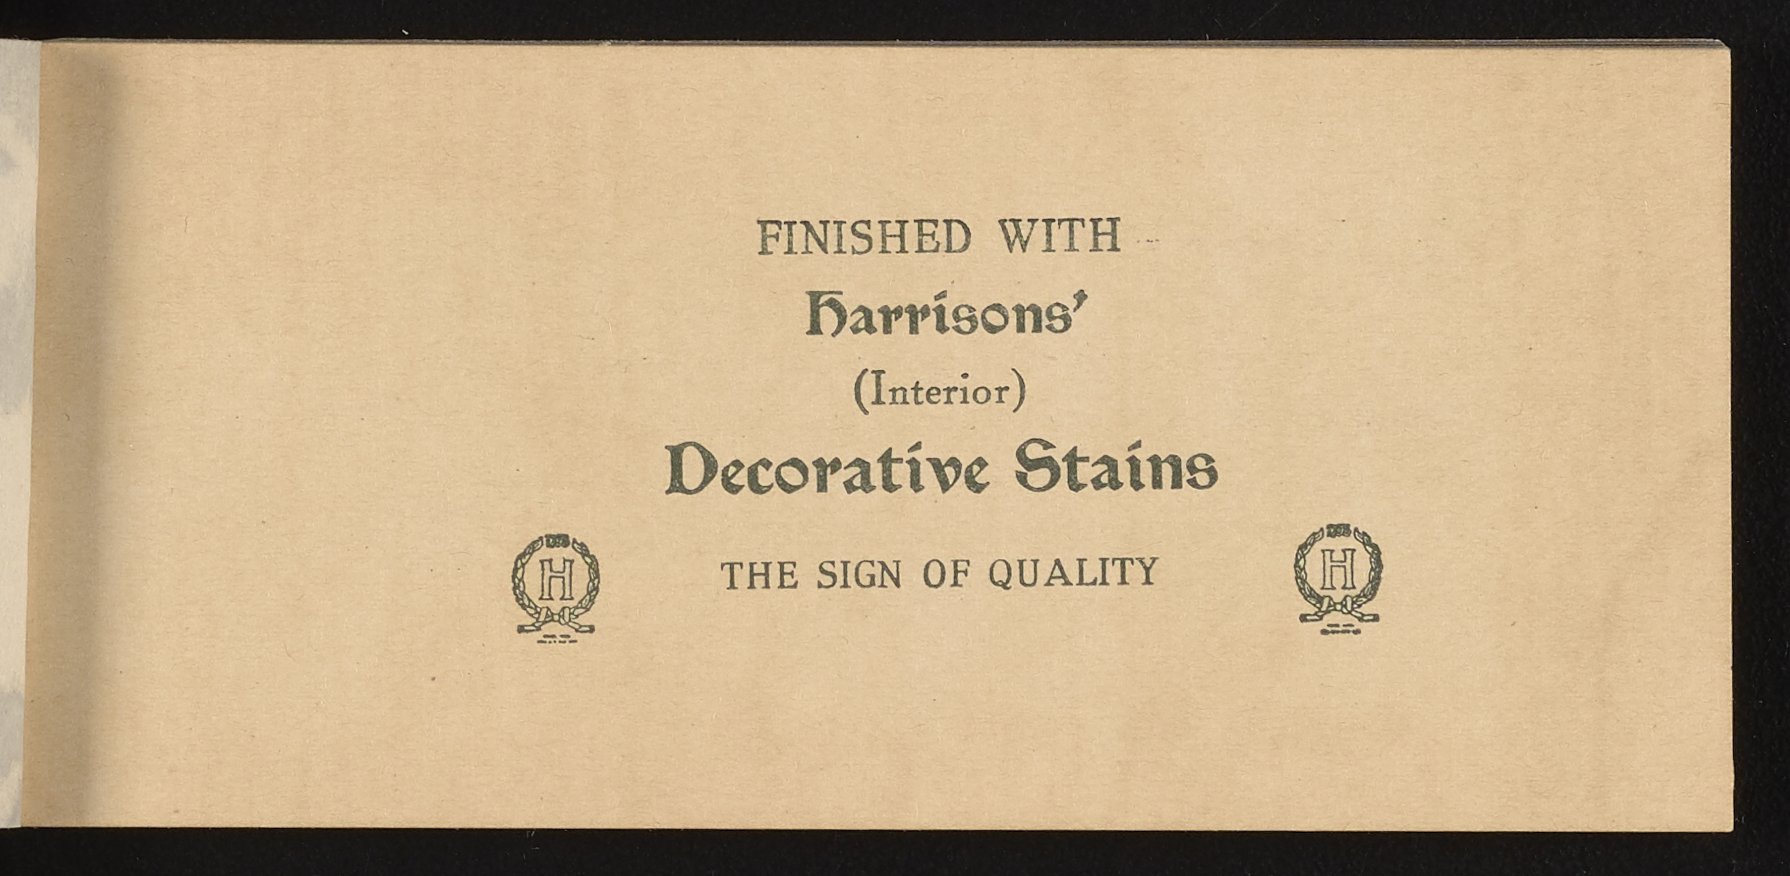 FINISHED WITH
Harrisons'
(Interior)
Decorative Stains
H
THE SIGN OF QUALITY
H